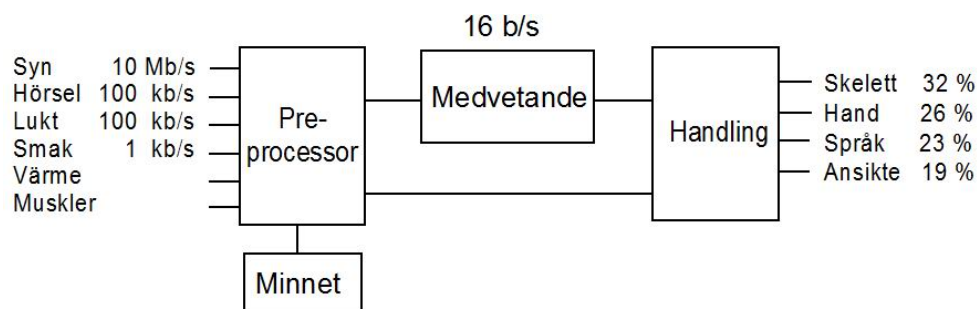 16 b/s
Syn 10 Mb/s
Hörsel 100 kb/s
Lukt 100 kb/s
Smak 1 kb/s
Värme
Muskler
Pre-
processor
Medvetande
Handling
Skelett 32 %
Hand 26 %
Språk 23 %
Ansikte 19 %
Minnet